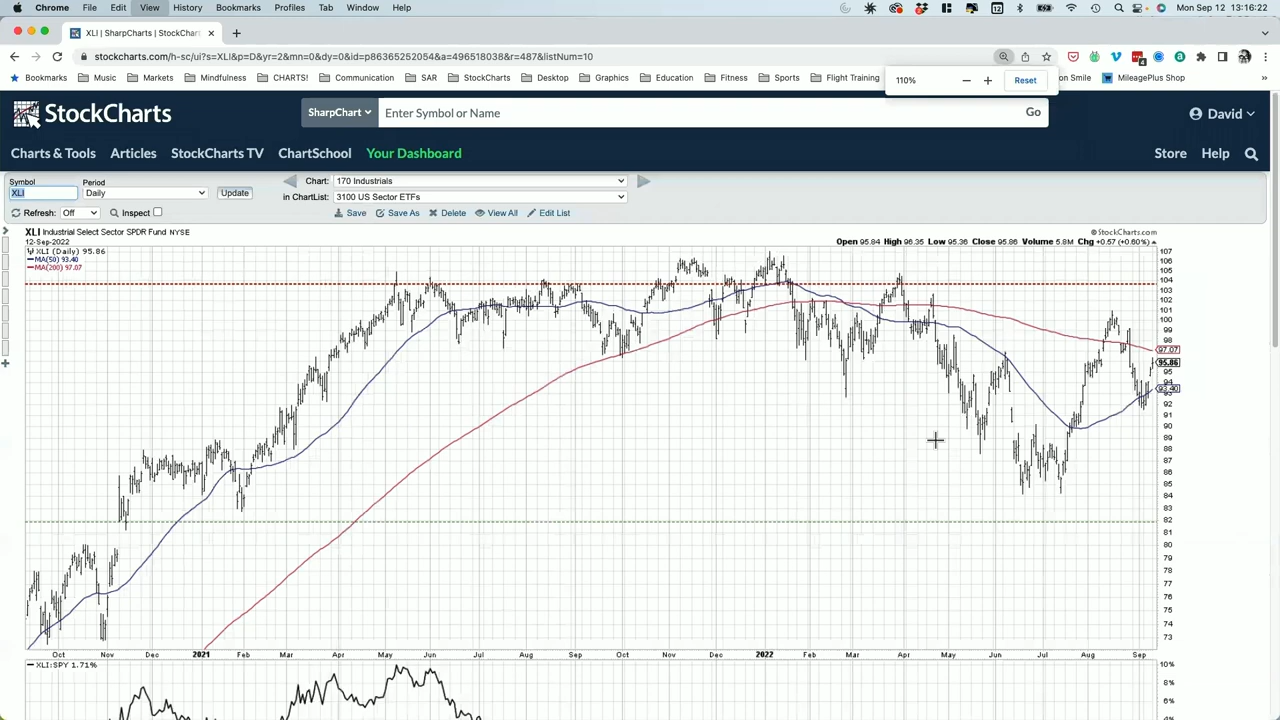 Chrome File Edit View History Bookmarks Profiles Tab Window Help 12 Mon Sep 12 13:16:22
XLI | SharpCharts | StockChar
stockcharts.com/h-sc/ui?s=XLI&p=D&yr=2&mn=0&dy=0&id=p86365252054&a=496518038&r=487&listNum=10
Bookmarks Music Markets Mindfulness CHARTS! Communication SAR StockCharts Desktop Graphics Education Fitness Sports Flight Training on Smile MileagePlus Shop
110% Reset
StockCharts SharpChart Enter Symbol or Name Go David
Charts & Tools Articles StockCharts TV ChartSchool Your Dashboard Store Help
Symbol Period Chart: 170 Industrials
XLI Daily Update in ChartList: 3100 US Sector ETFs
Refresh: Off Inspect Save Save As Delete View All Edit List
XLI Industrial Select Sector SPDR Fund NYSE © StockCharts.com
12-Sep-2022 Open 95.84 High 96.35 Low 95.36 Close 95.86 Volume 5.8M Chg +0.57 (+0.60%)
XLI (Daily) 95.86
MA(50) 93.40
MA(200) 97.07
107
106
105
104
102
101
100
99
98
97.07
95.86
94
93.40
92
91
90
89
88
87
86
85
84
83
82
80
79
78
77
76
75
74
73
Oct Nov Dec 2021 Feb Mar Apr May Jun Jul Aug Sep Oct Nov Dec 2022 Feb Mar Apr May Jun Jul Aug Sep
XLI:SPY 1.71%
10%
8%
6%
4%